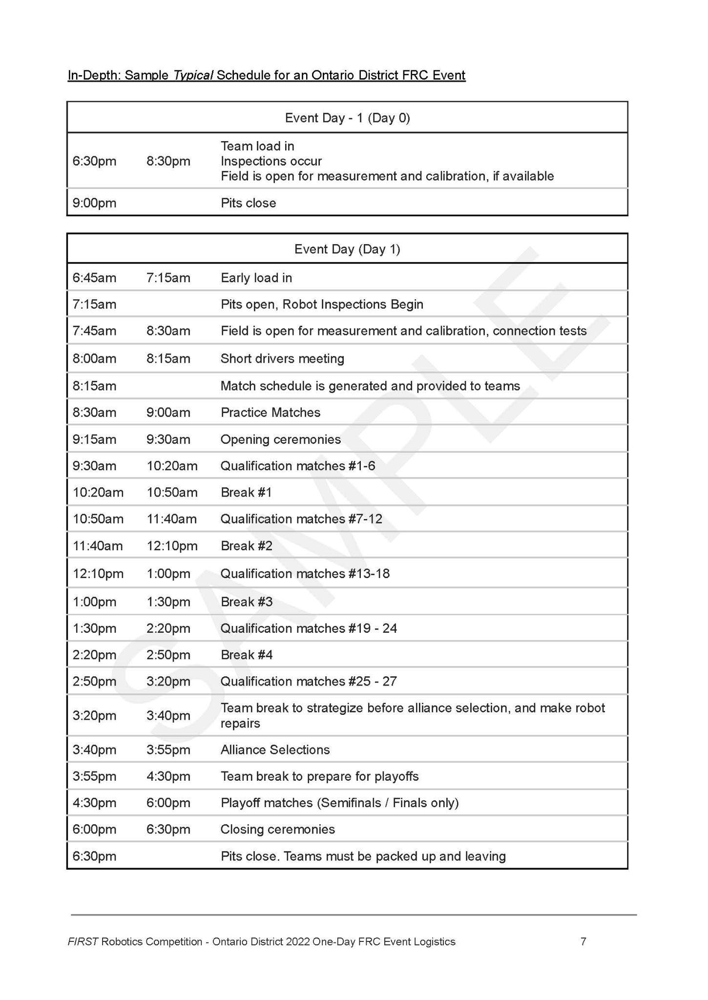 In-Depth: Sample Typical Schedule for an Ontario District FRC Event
Event Day - 1 (Day 0)
6:30pm 8:30pm Team load in
Inspections occur
Field is open for measurement and calibration, if available
9:00pm Pits close
Event Day (Day 1)
6:45am 7:15am Early load in
7:15am Pits open, Robot Inspections Begin
7:45am 8:30am Field is open for measurement and calibration, connection tests
8:00am 8:15am Short drivers meeting
8:15am Match schedule is generated and provided to teams
8:30am 9:00am Practice Matches
9:15am 9:30am Opening ceremonies
9:30am 10:20am Qualification matches #1-6
10:20am 10:50am Break #1
10:50am 11:40am Qualification matches #7-12
11:40am 12:10pm Break #2
12:10pm 1:00pm Qualification matches #13-18
1:00pm 1:30pm Break #3
1:30pm 2:20pm Qualification matches #19 - 24
2:20pm 2:50pm Break #4
2:50pm 3:20pm Qualification matches #25 - 27
3:20pm 3:40pm Team break to strategize before alliance selection, and make robot
repairs
3:40pm 3:55pm Alliance Selections
3:55pm 4:30pm Team break to prepare for playoffs
4:30pm 6:00pm Playoff matches (Semifinals / Finals only)
6:00pm 6:30pm Closing ceremonies
6:30pm Pits close. Teams must be packed up and leaving
SAMPLE
FIRST Robotics Competition - Ontario District 2022 One-Day FRC Event Logistics 7